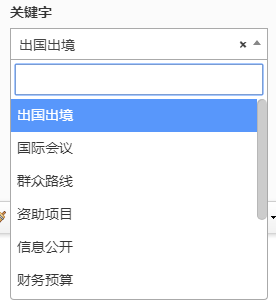 关键字
出国出境 ×
出国出境
国际会议
群众路线
资助项目
信息公开
财务预算